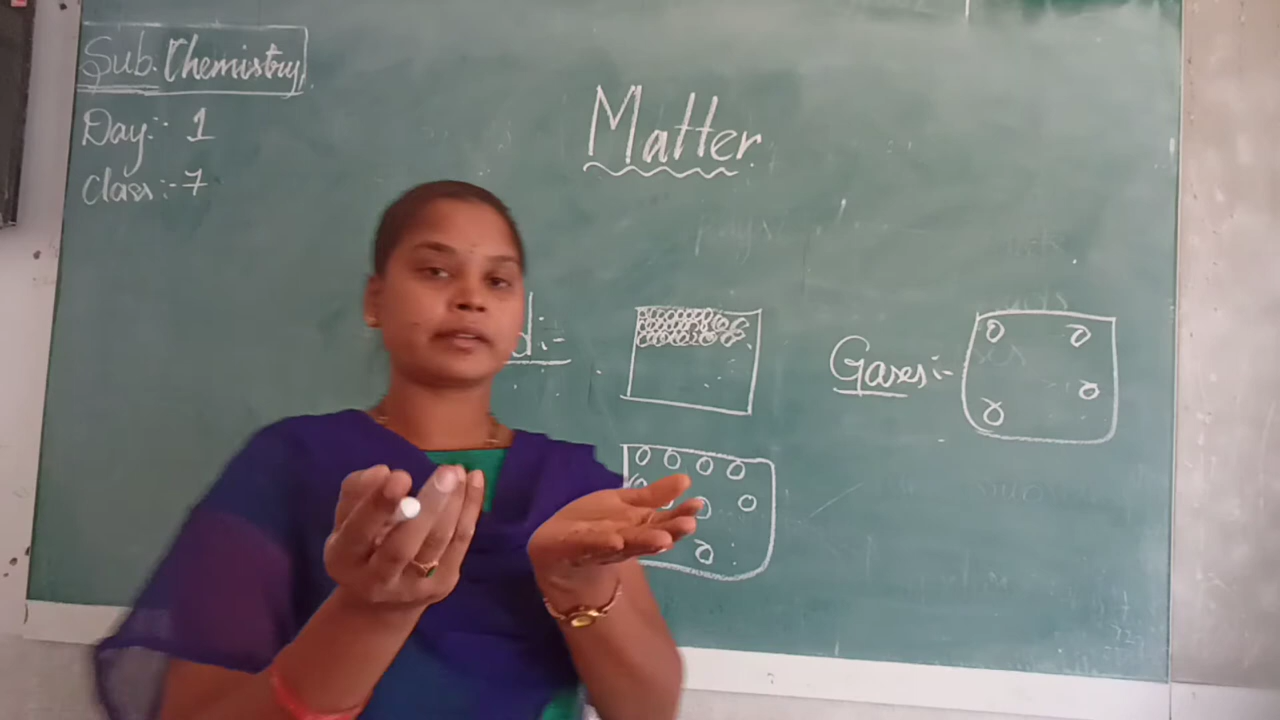 Sub. Chemistry
Day:- 1
Class:-7
Matter
d:-
Gases:-